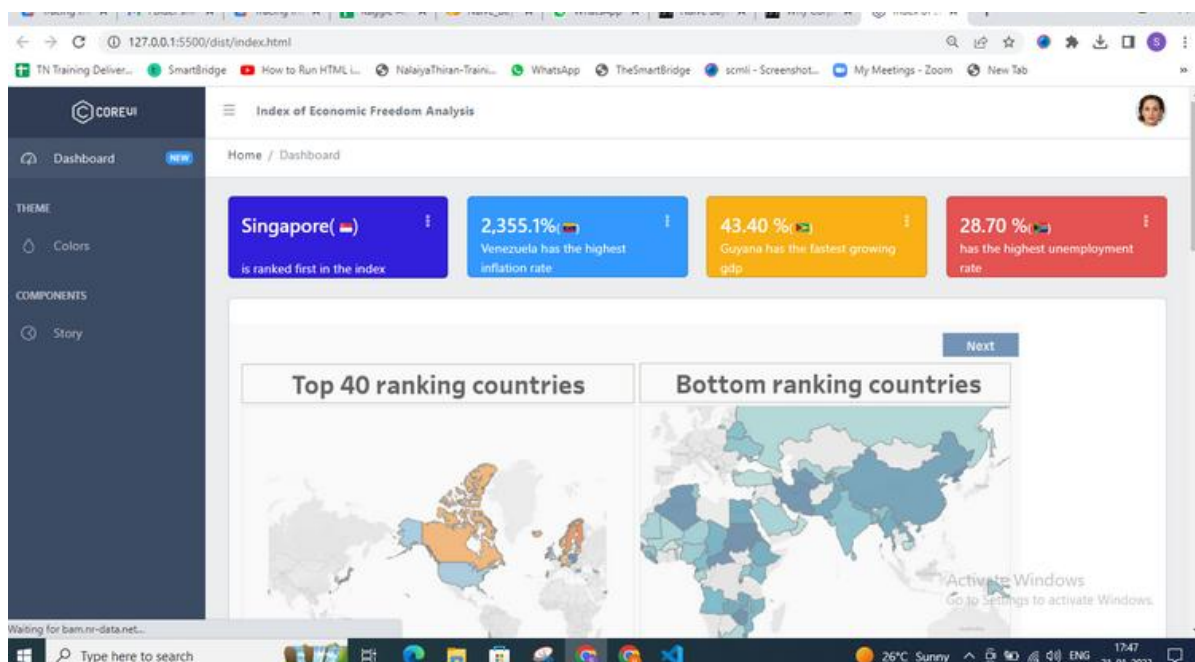 127.0.0.1:5500/dist/index.html
TN Training Deliver... SmartBridge How to Run HTML i... NalaiyaThiran-Traini... WhatsApp TheSmartBridge scmli - Screenshot... My Meetings - Zoom New Tab
COREUI
Index of Economic Freedom Analysis
Dashboard NEW
Home / Dashboard
THEME
Colors
COMPONENTS
Story
Singapore( )
is ranked first in the index
2,355.1%( )
Venezuela has the highest
inflation rate
43.40 %( )
Guyana has the fastest growing
gdp
28.70 %( )
has the highest unemployment
rate
Next
Top 40 ranking countries
Bottom ranking countries
Activate Windows
Go to Settings to activate Windows.
Waiting for bam.nr-data.net...
Type here to search
26°C Sunny
ENG
17:47